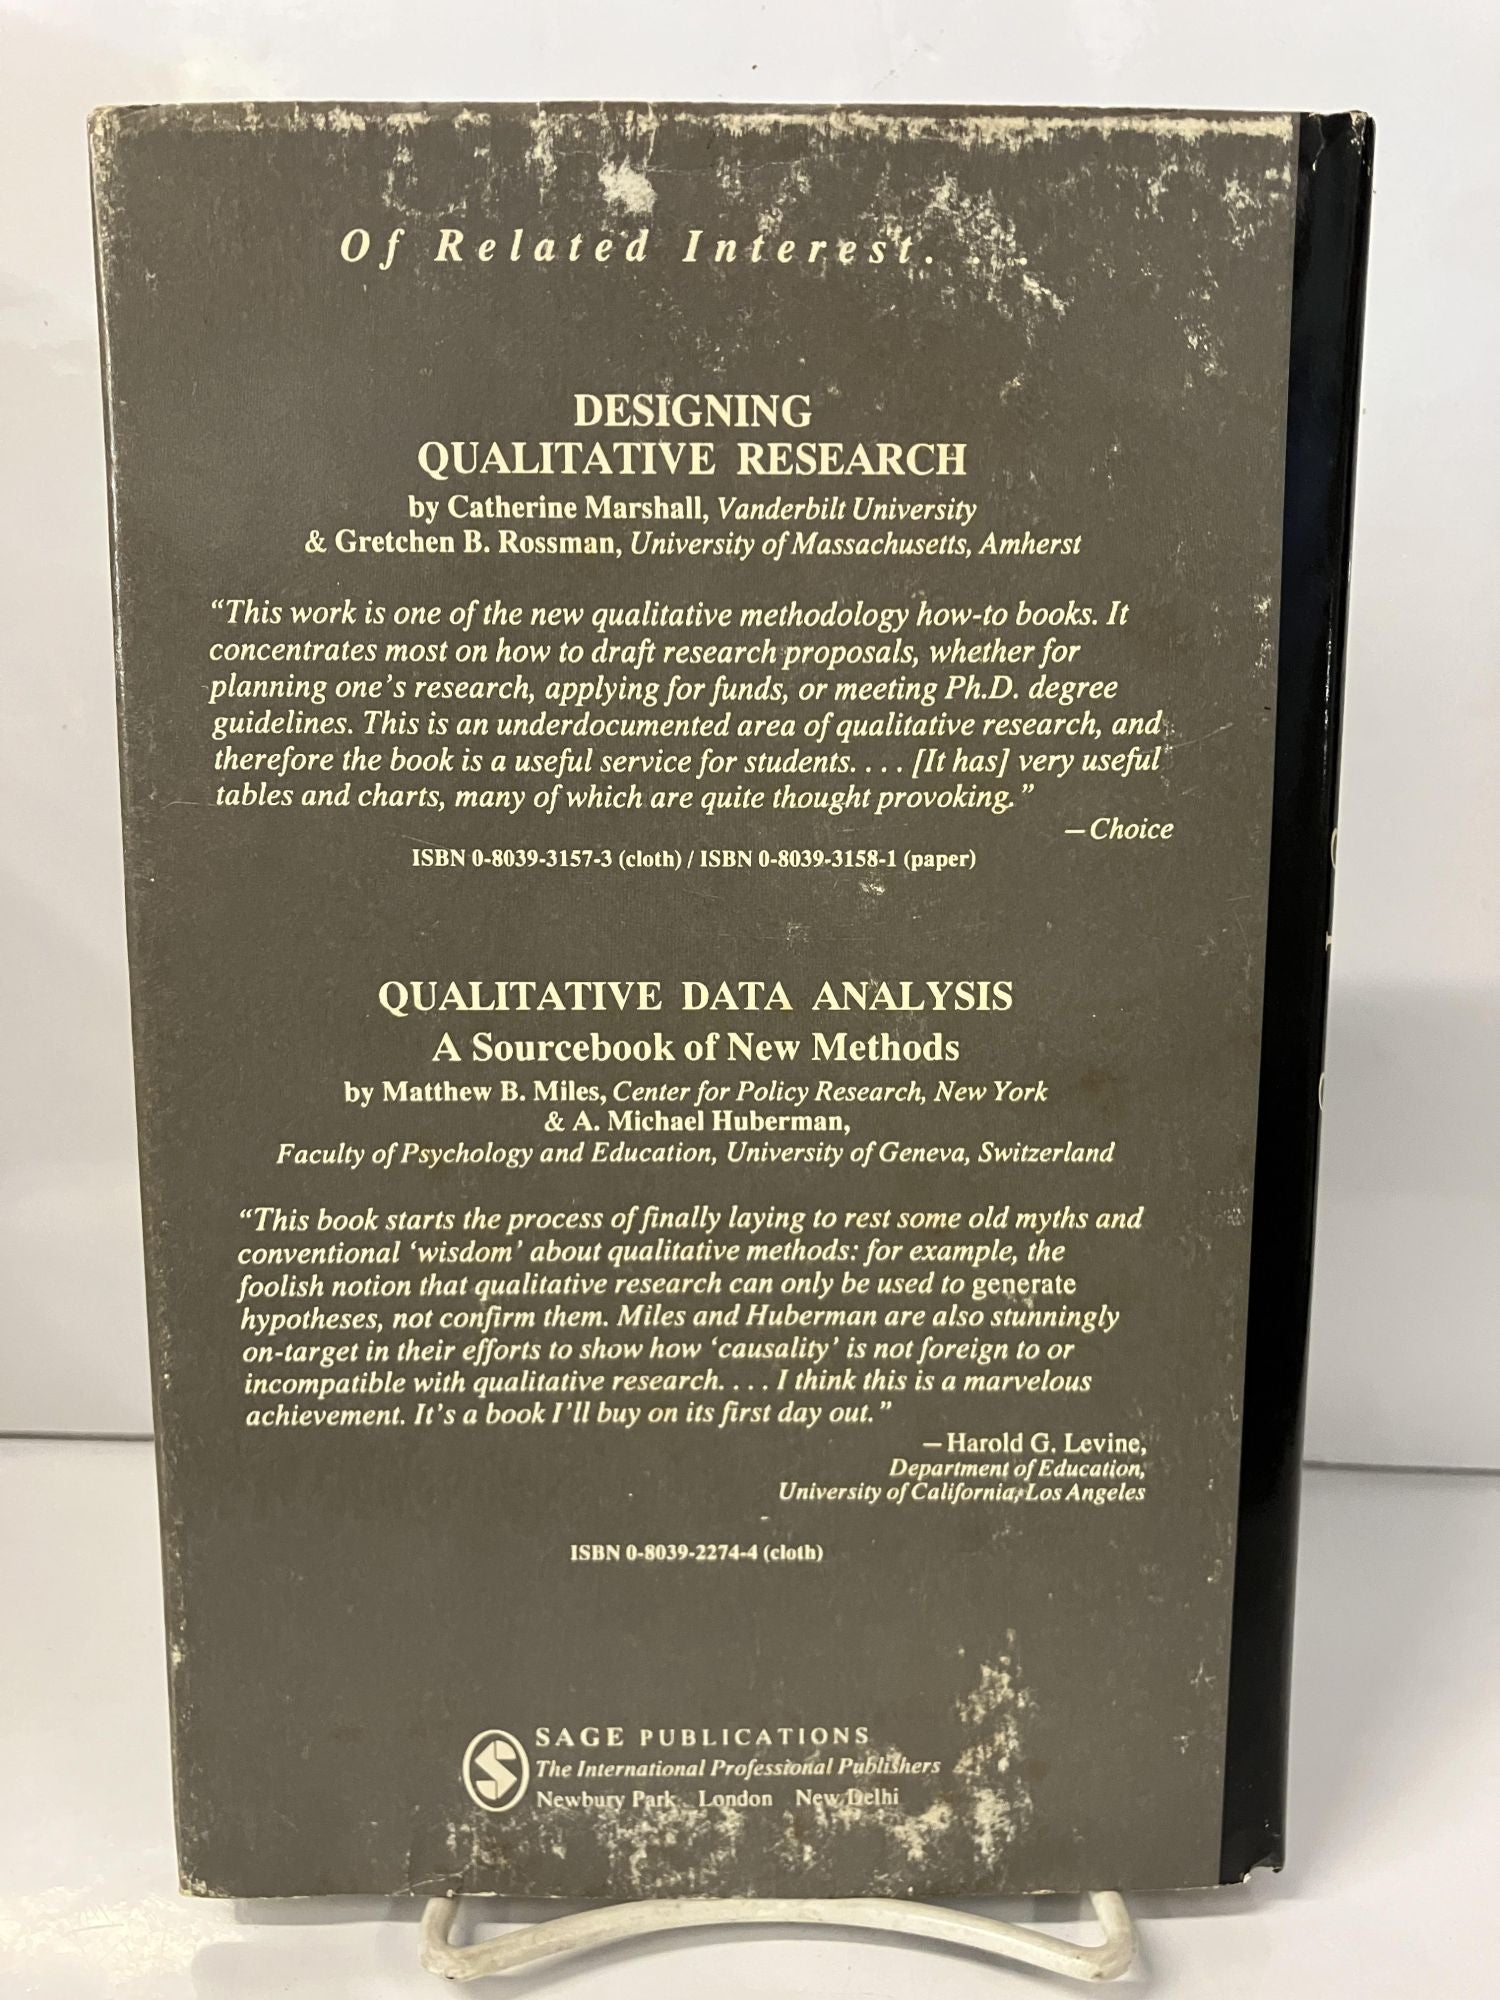 Of Related Interest. . . .
DESIGNING
QUALITATIVE RESEARCH
by Catherine Marshall, Vanderbilt University
& Gretchen B. Rossman, University of Massachusetts, Amherst
“This work is one of the new qualitative methodology how-to books. It
concentrates most on how to draft research proposals, whether for
planning one’s research, applying for funds, or meeting Ph.D. degree
guidelines. This is an underdocumented area of qualitative research, and
therefore the book is a useful service for students. . . . [It has] very useful
tables and charts, many of which are quite thought provoking.”
—Choice
ISBN 0-8039-3157-3 (cloth) / ISBN 0-8039-3158-1 (paper)
QUALITATIVE DATA ANALYSIS
A Sourcebook of New Methods
by Matthew B. Miles, Center for Policy Research, New York
& A. Michael Huberman,
Faculty of Psychology and Education, University of Geneva, Switzerland
“This book starts the process of finally laying to rest some old myths and
conventional ‘wisdom’ about qualitative methods: for example, the
foolish notion that qualitative research can only be used to generate
hypotheses, not confirm them. Miles and Huberman are also stunningly
on-target in their efforts to show how ‘causality’ is not foreign to or
incompatible with qualitative research. . . . I think this is a marvelous
achievement. It’s a book I’ll buy on its first day out.”
—Harold G. Levine,
Department of Education,
University of California, Los Angeles
ISBN 0-8039-2274-4 (cloth)
SAGE PUBLICATIONS
The International Professional Publishers
Newbury Park London New Delhi